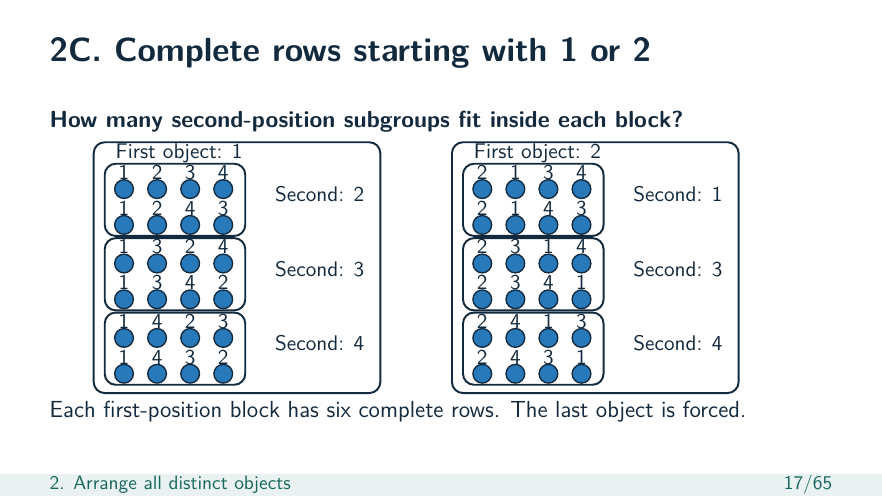 2C. Complete rows starting with 1 or 2
How many second-position subgroups fit inside each block?
First object: 1
1 2 3 4
Second: 2
1 2 4 3
1 3 2 4
Second: 3
1 3 4 2
1 4 2 3
Second: 4
1 4 3 2
First object: 2
2 1 3 4
Second: 1
2 1 4 3
2 3 1 4
Second: 3
2 3 4 1
2 4 1 3
Second: 4
2 4 3 1
Each first-position block has six complete rows. The last object is forced.
2. Arrange all distinct objects
17/65